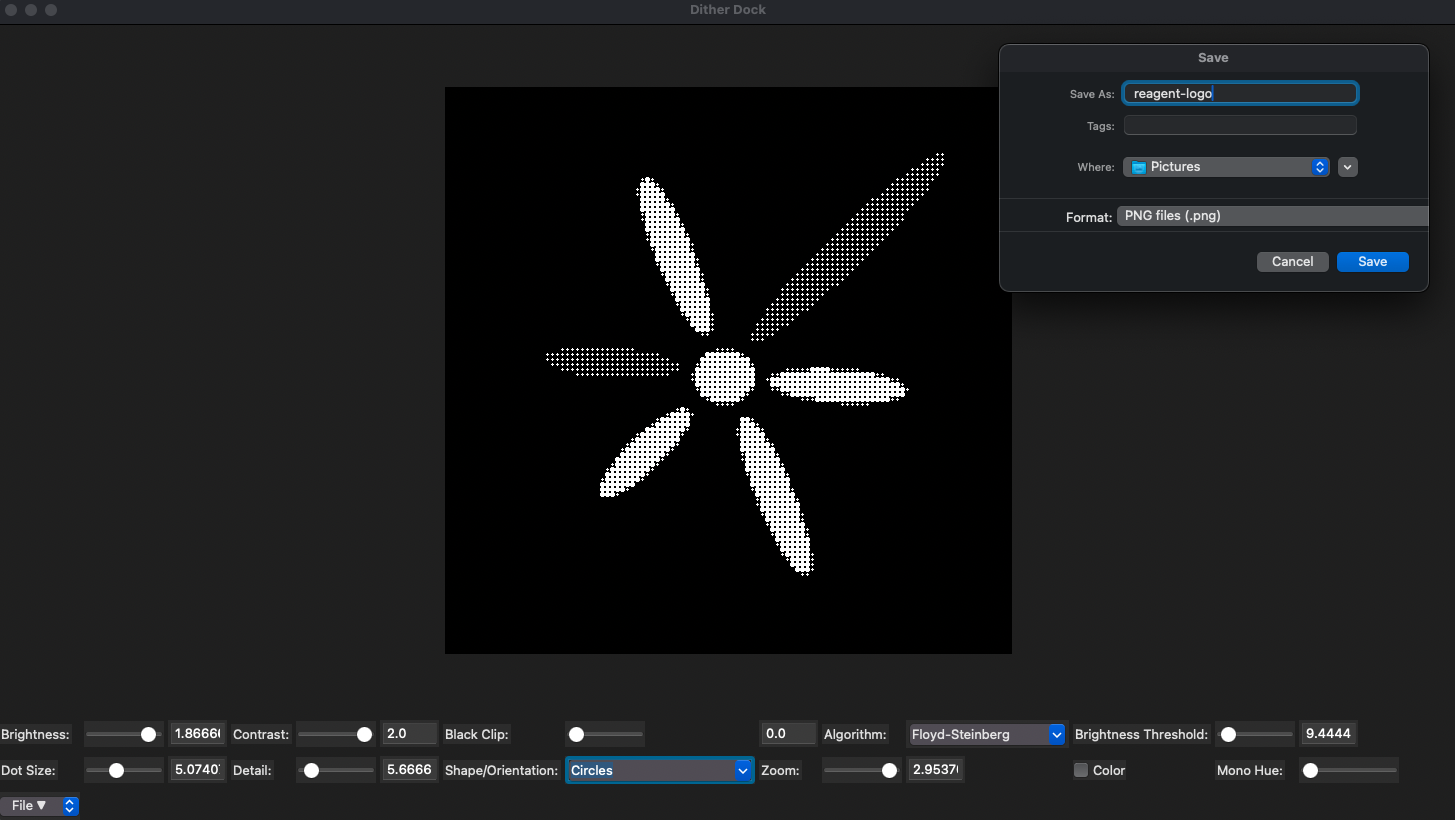 Dither Dock
Save
Save As: reagent-logo
Tags:
Where: Pictures
Format: PNG files (.png)
Cancel Save
Brightness: 1.8666 Contrast: 2.0 Black Clip: 0.0 Algorithm: Floyd-Steinberg Brightness Threshold: 9.4444
Dot Size: 5.0740 Detail: 5.6666 Shape/Orientation: Circles Zoom: 2.9537 Color Mono Hue:
File ▼